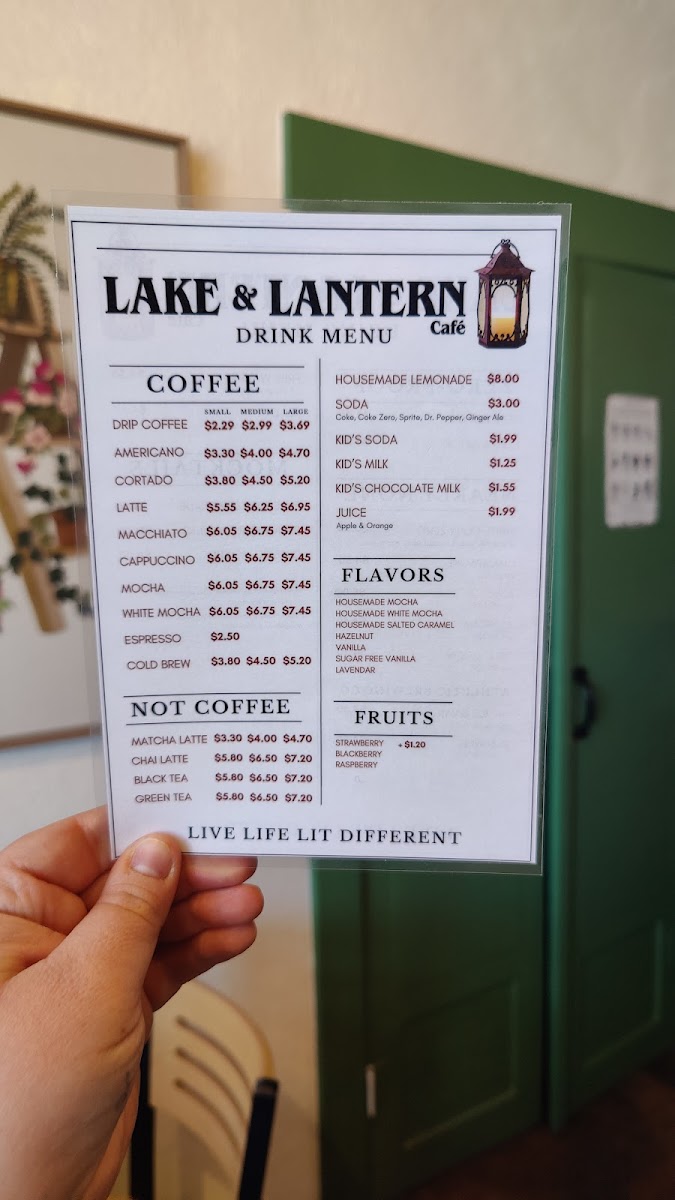 LAKE & LANTERN
Café
DRINK MENU
COFFEE
SMALL MEDIUM LARGE
DRIP COFFEE $2.29 $2.99 $3.69
AMERICANO $3.30 $4.00 $4.70
CORTADO $3.80 $4.50 $5.20
LATTE $5.55 $6.25 $6.95
MACCHIATO $6.05 $6.75 $7.45
CAPPUCCINO $6.05 $6.75 $7.45
MOCHA $6.05 $6.75 $7.45
WHITE MOCHA $6.05 $6.75 $7.45
ESPRESSO $2.50
COLD BREW $3.80 $4.50 $5.20
NOT COFFEE
MATCHA LATTE $3.30 $4.00 $4.70
CHAI LATTE $5.80 $6.50 $7.20
BLACK TEA $5.80 $6.50 $7.20
GREEN TEA $5.80 $6.50 $7.20
HOUSEMADE LEMONADE $8.00
SODA $3.00
Coke, Coke Zero, Sprite, Dr. Pepper, Ginger Ale
KID'S SODA $1.99
KID'S MILK $1.25
KID'S CHOCOLATE MILK $1.55
JUICE $1.99
Apple & Orange
FLAVORS
HOUSEMADE MOCHA
HOUSEMADE WHITE MOCHA
HOUSEMADE SALTED CARAMEL
HAZELNUT
VANILLA
SUGAR FREE VANILLA
LAVENDAR
FRUITS
STRAWBERRY + $1.20
BLACKBERRY
RASPBERRY
LIVE LIFE LIT DIFFERENT